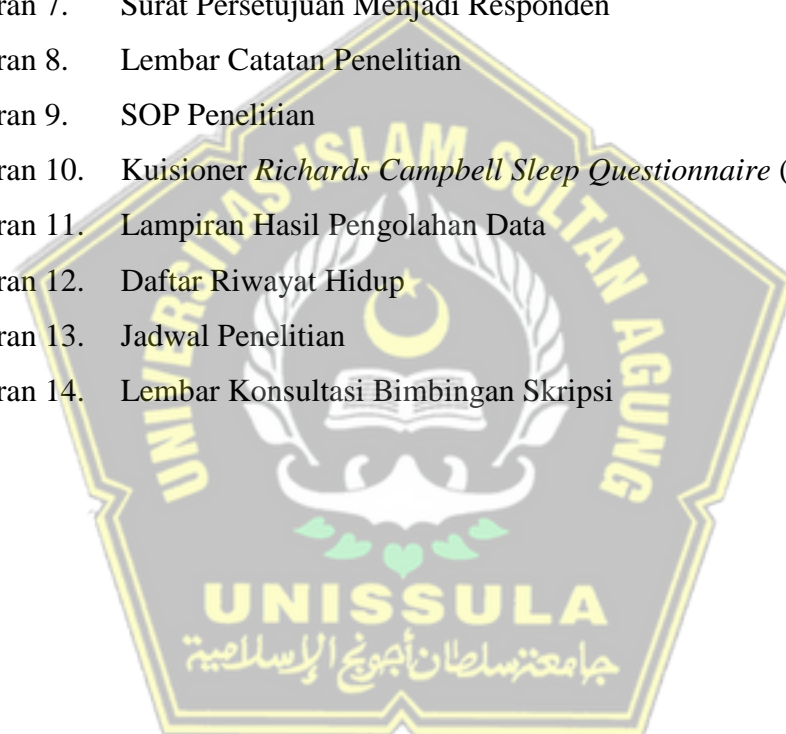 ran 7. Surat Persetujuan Menjadi Responden
ran 8. Lembar Catatan Penelitian
ran 9. SOP Penelitian
ran 10. Kuisioner Richards Campbell Sleep Questionnaire (
ran 11. Lampiran Hasil Pengolahan Data
ran 12. Daftar Riwayat Hidup
ran 13. Jadwal Penelitian
ran 14. Lembar Konsultasi Bimbingan Skripsi
UNIVERSITAS ISLAM SULTAN AGUNG
UNISSULA
جامعة سلطان أجونج الإسلامية